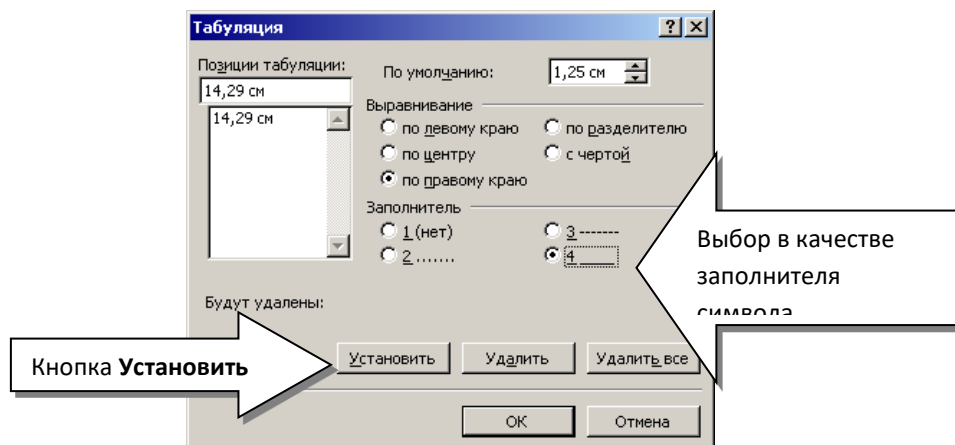 Табуляция
Позиции табуляции:
По умолчанию:
1,25 см
14,29 см
14,29 см
Выравнивание
по левому краю
по разделителю
по центру
с чертой
по правому краю
Заполнитель
1 (нет)
3 -------
2 .......
4 ____
Выбор в качестве
заполнителя
символа
Будут удалены:
Кнопка Установить
Установить
Удалить
Удалить все
ОК
Отмена